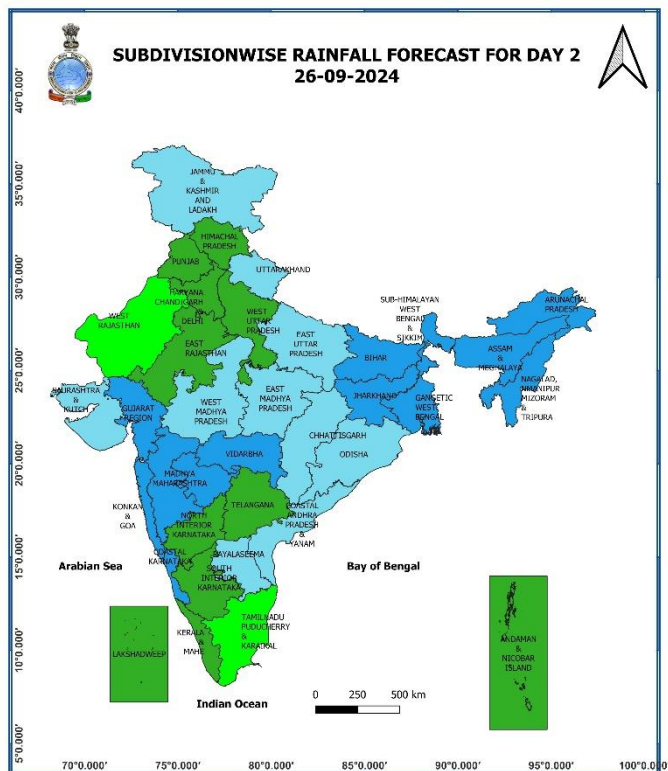 SUBDIVISIONWISE RAINFALL FORECAST FOR DAY 2
26-09-2024
40°0.000'
35°0.000'
30°0.000'
25°0.000'
20°0.000'
15°0.000'
10°0.000'
5°0.000'
JAMMU
&
KASHMIR
AND
LADAKH
HIMACHAL
PRADESH
PUNJAB
UTTARAKHAND
HARYANA
CHANDIGARH
&
DELHI
WEST
RAJASTHAN
WEST
UTTAR
PRADESH
EAST
RAJASTHAN
EAST
UTTAR
PRADESH
SUB-HIMALAYAN
WEST
BENGAL
&
SIKKIM
ARUNACHAL
PRADESH
ASSAM
&
MEGHALAYA
NAGALAD,
MANIPUR
MIZORAM
&
TRIPURA
BIHAR
JHARKHAND
GANGETIC
WEST
BENGAL
SAURASHTRA
&
KUTCH
GUJARAT
REGION
WEST
MADHYA
PRADESH
EAST
MADHYA
PRADESH
CHHATTISGARH
ODISHA
VIDARBHA
MADHYA
MAHARASHTRA
KONKAN
&
GOA
TELANGANA
NORTH
INTERIOR
KARNATAKA
COASTAL
ANDHRA
PRADESH
&
YANAM
COASTAL
KARNATAKA
RAYALASEEMA
SOUTH
INTERIOR
KARNATAKA
Arabian Sea
Bay of Bengal
TAMILNADU
PUDUCHERRY
&
KARAIKAL
KERALA
&
MAHE
LAKSHADWEEP
ANDAMAN
&
NICOBAR
ISLAND
Indian Ocean
0 250 500 km
70°0.000' 75°0.000' 80°0.000' 85°0.000' 90°0.000' 95°0.000' 100°0.000'